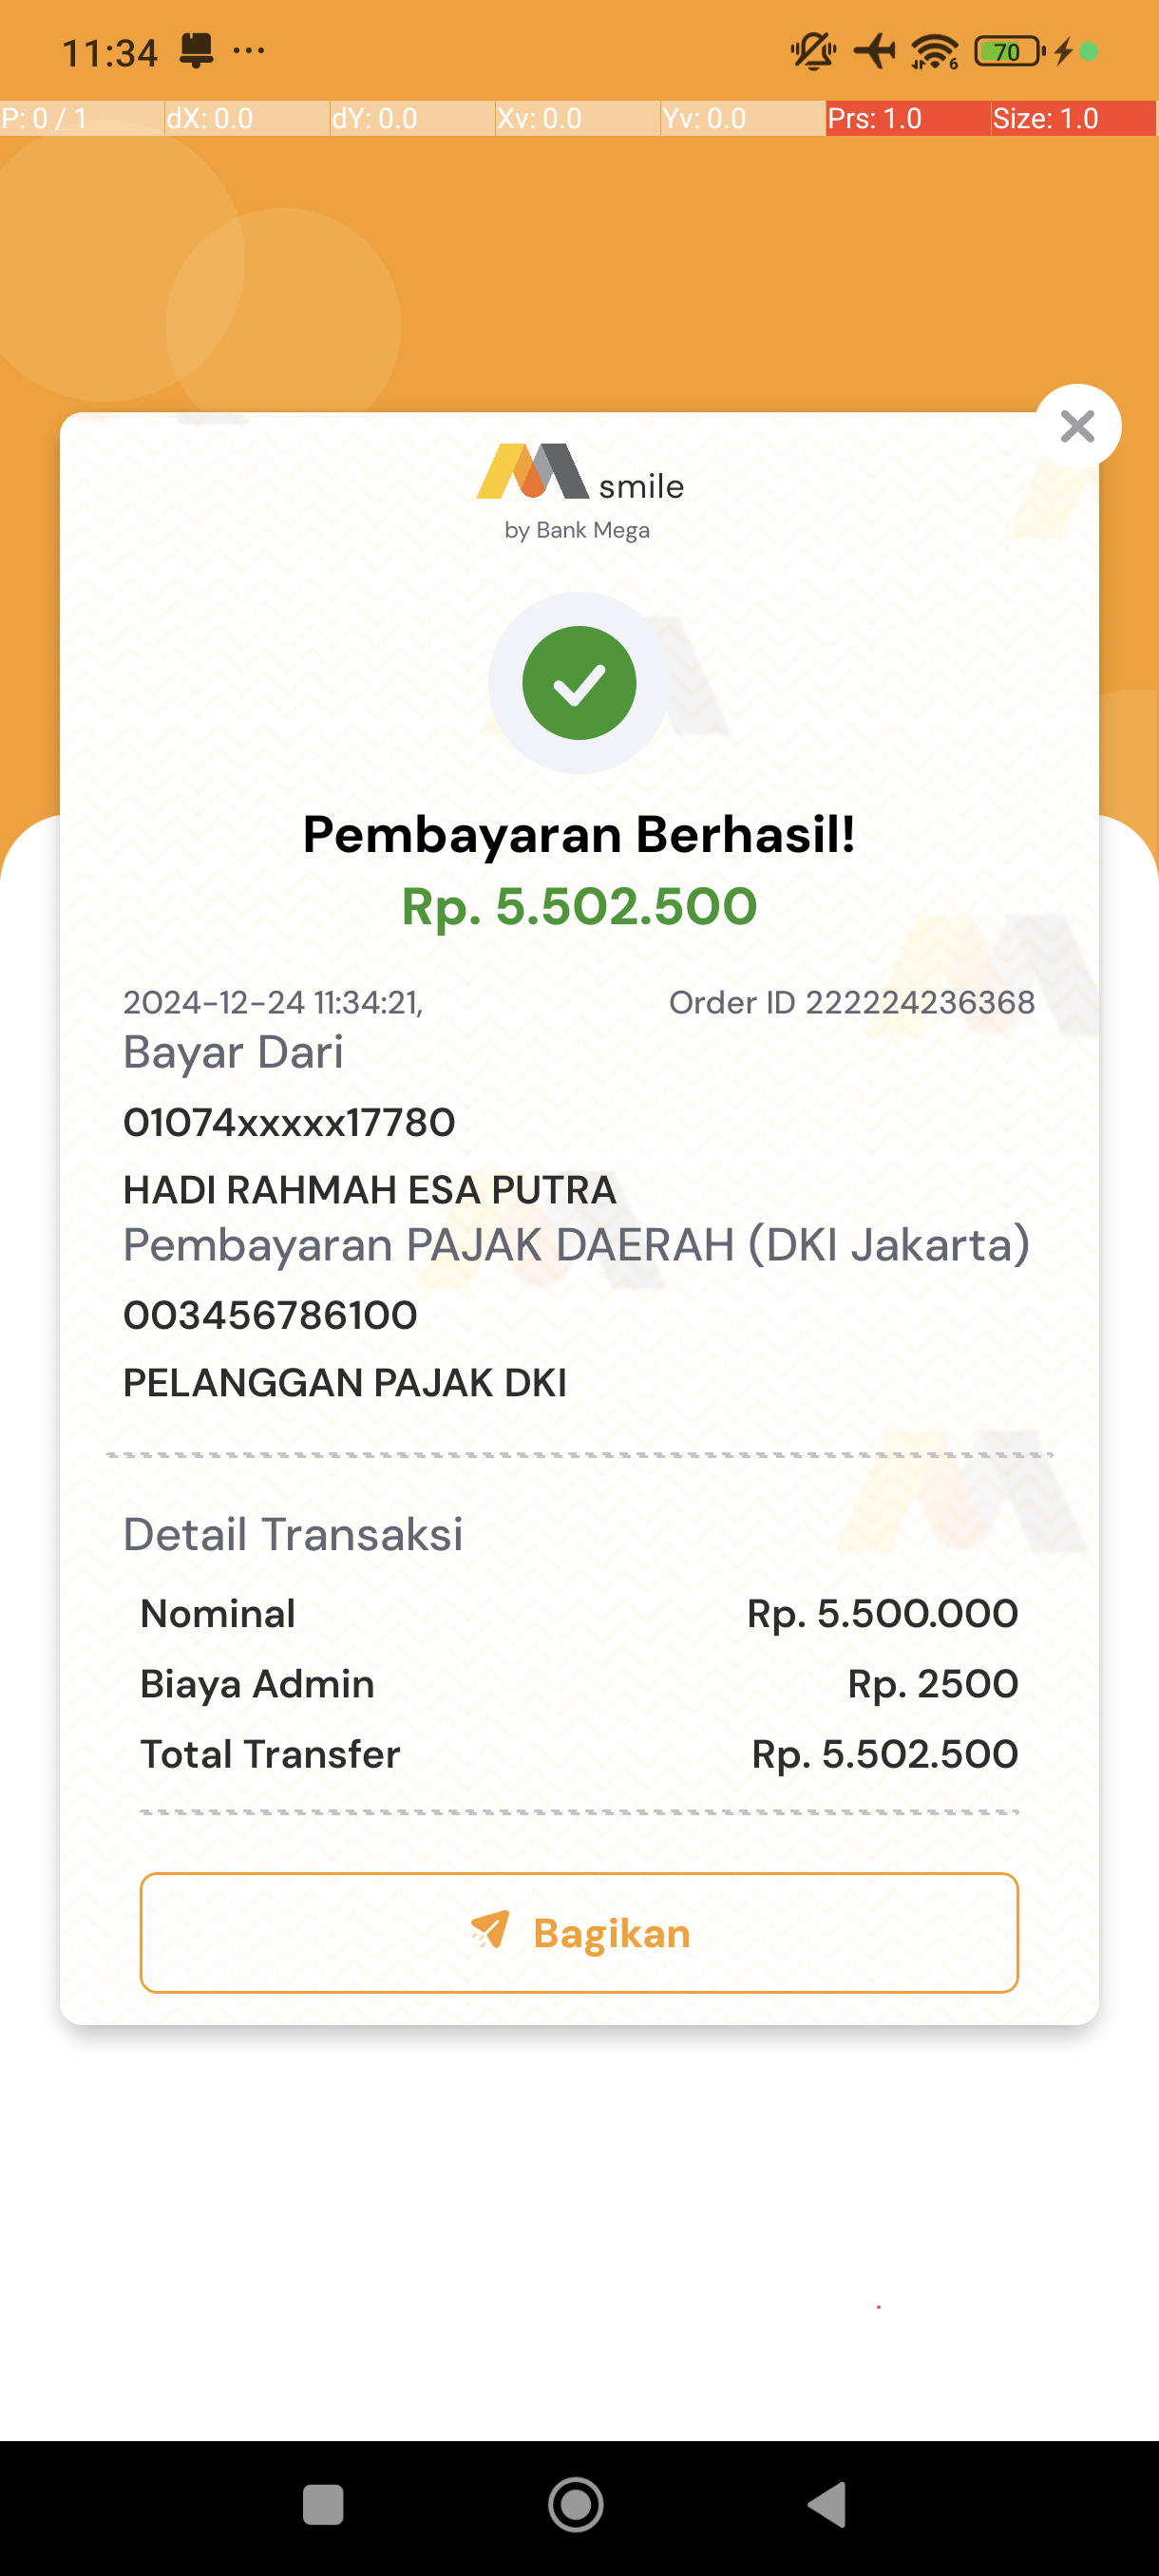 11:34 ...
70
P: 0 / 1 dX: 0.0 dY: 0.0 Xv: 0.0 Yv: 0.0 Prs: 1.0 Size: 1.0
smile
by Bank Mega
Pembayaran Berhasil!
Rp. 5.502.500
2024-12-24 11:34:21, Order ID 222224236368
Bayar Dari
01074xxxxx17780
HADI RAHMAH ESA PUTRA
Pembayaran PAJAK DAERAH (DKI Jakarta)
003456786100
PELANGGAN PAJAK DKI
Detail Transaksi
Nominal Rp. 5.500.000
Biaya Admin Rp. 2500
Total Transfer Rp. 5.502.500
Bagikan